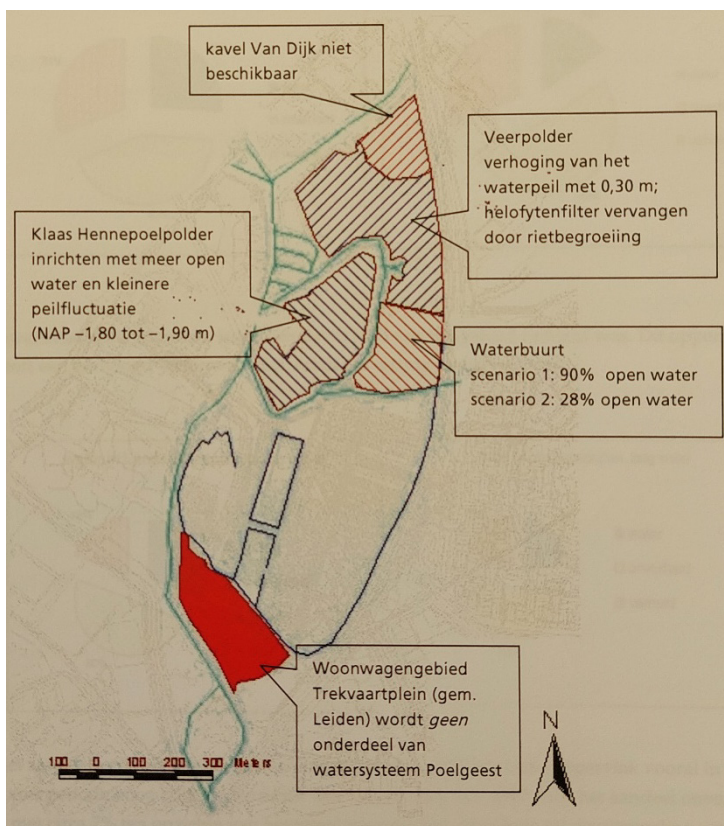 kavel Van Dijk niet
beschikbaar
Veerpolder
verhoging van het
waterpeil met 0,30 m;
helofytenfilter vervangen
door rietbegroeiing
Klaas Hennepoelpolder
inrichten met meer open
water en kleinere
peilfluctuatie
(NAP –1,80 tot –1,90 m)
Waterbuurt
scenario 1: 90% open water
scenario 2: 28% open water
Woonwagengebied
Trekvaartplein (gem.
Leiden) wordt geen
onderdeel van
watersysteem Poelgeest
N
100 0 100 200 300 Meters